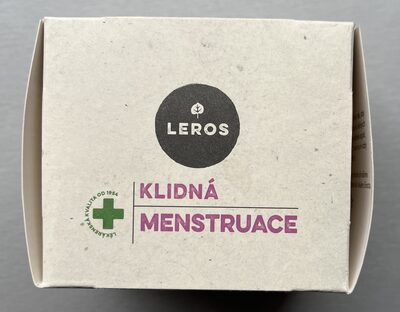 LEROS
KLIDNÁ
MENSTRUACE
LÉKÁRENSKÁ KVALITA OD 1954